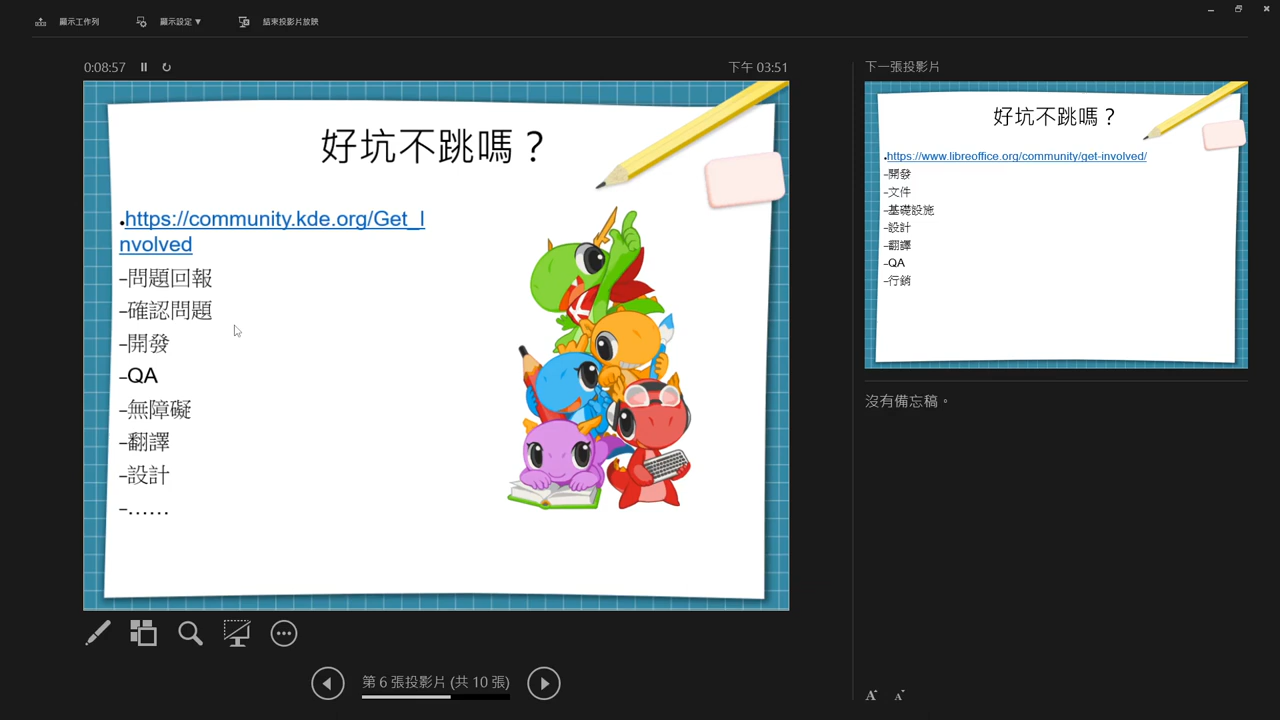 顯示工作列
顯示設定 ▼
結束投影片放映
0:08:57
下午 03:51
好坑不跳嗎？
•https://community.kde.org/Get_I
nvolved
–問題回報
–確認問題
–開發
–QA
–無障礙
–翻譯
–設計
–……
第 6 張投影片 (共 10 張)
下一張投影片
好坑不跳嗎？
•https://www.libreoffice.org/community/get-involved/
–開發
–文件
–基礎設施
–設計
–翻譯
–QA
–行銷
沒有備忘稿。
A A